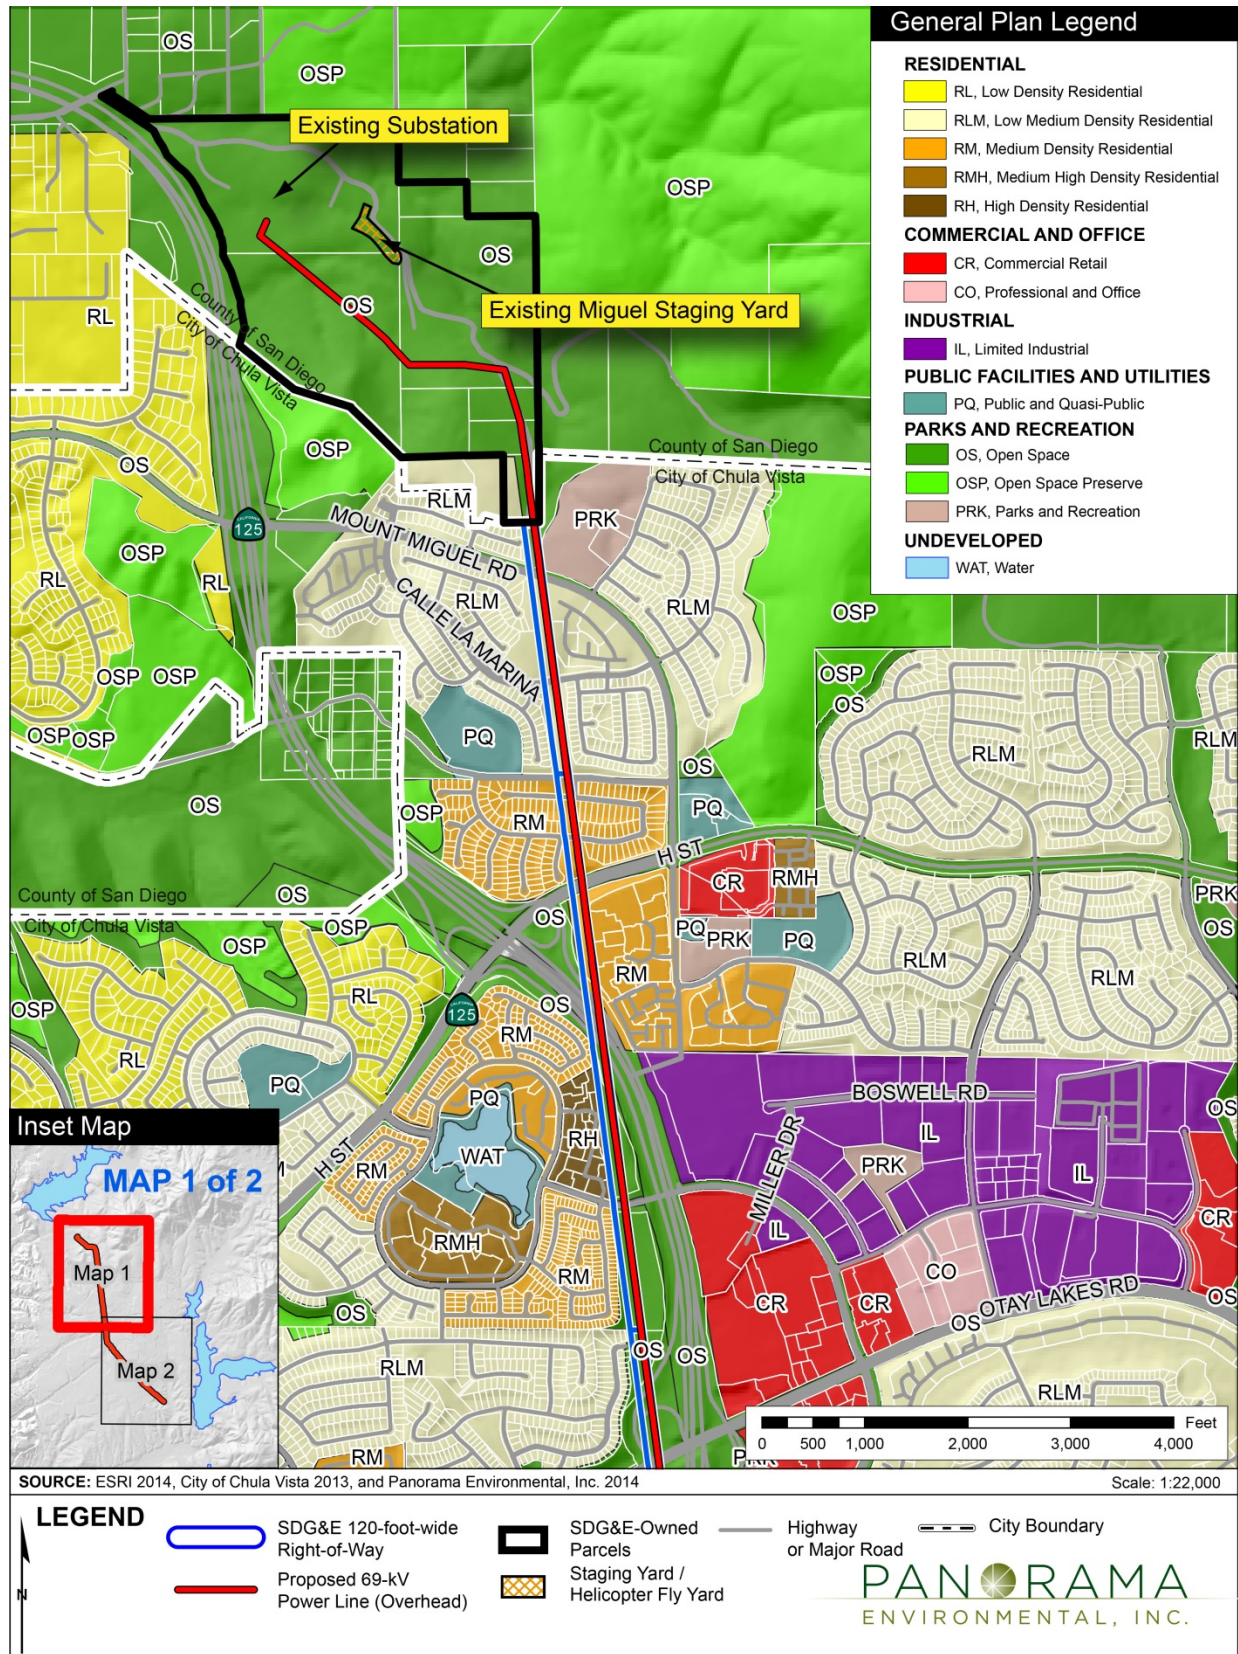 General Plan Legend
RESIDENTIAL
RL, Low Density Residential
RLM, Low Medium Density Residential
RM, Medium Density Residential
RMH, Medium High Density Residential
RH, High Density Residential
COMMERCIAL AND OFFICE
CR, Commercial Retail
CO, Professional and Office
INDUSTRIAL
IL, Limited Industrial
PUBLIC FACILITIES AND UTILITIES
PQ, Public and Quasi-Public
PARKS AND RECREATION
OS, Open Space
OSP, Open Space Preserve
PRK, Parks and Recreation
UNDEVELOPED
WAT, Water
OS
OSP
Existing Substation
OSP
OS
OS
Existing Miguel Staging Yard
RL
County of San Diego
City of Chula Vista
OSP
County of San Diego
City of Chula Vista
OS
RLM
PRK
CALIFORNIA
125
MOUNT MIGUEL RD
OSP
RL
RL
RLM
CALLE LA MARINA
RLM
OSP
OSP
OSP
OSP
OS
OSP
OSP
PQ
RLM
RLM
OS
OS
OSP
RM
PQ
H ST
CR
RMH
County of San Diego
OS
City of Chula Vista
OSP
OSP
OS
PQ
PRK
PQ
PRK
OS
RL
RM
RLM
RLM
OSP
CALIFORNIA
125
OS
RM
RL
PQ
PQ
BOSWELL RD
OS
IL
RH
MILLER DR
WAT
PRK
IL
RM
H ST
RMH
IL
CR
RM
CO
CR
CR
OTAY LAKES RD
OS
OS
OS
OS
OS
RLM
RLM
RM
PRK
Inset Map
MAP 1 of 2
Map 1
Map 2
Feet
0 500 1,000 2,000 3,000 4,000
SOURCE: ESRI 2014, City of Chula Vista 2013, and Panorama Environmental, Inc. 2014
Scale: 1:22,000
LEGEND
N
SDG&E 120-foot-wide
Right-of-Way
Proposed 69-kV
Power Line (Overhead)
SDG&E-Owned
Parcels
Staging Yard /
Helicopter Fly Yard
Highway
or Major Road
City Boundary
PANORAMA
ENVIRONMENTAL, INC.